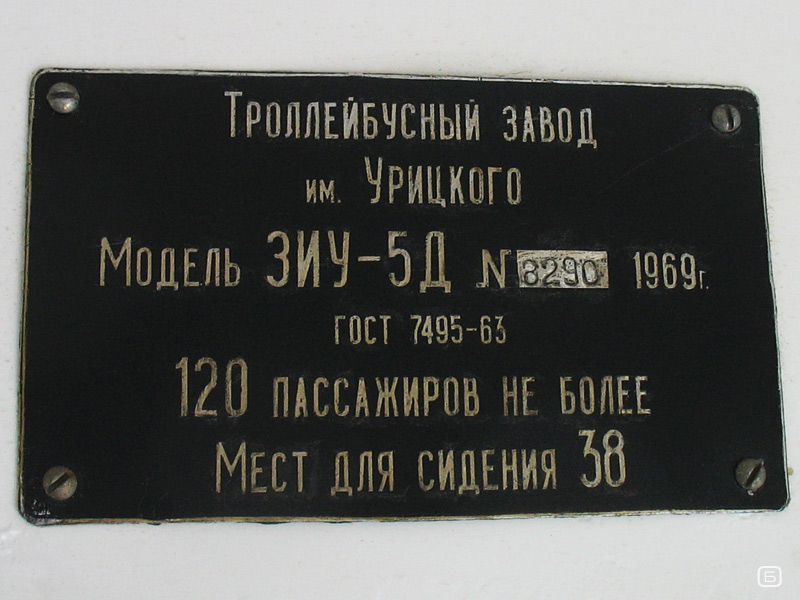 Троллейбусный завод
им. Урицкого
Модель ЗИУ-5Д N 8290 1969г.
ГОСТ 7495-63
120 пассажиров не более
Мест для сидения 38
Б